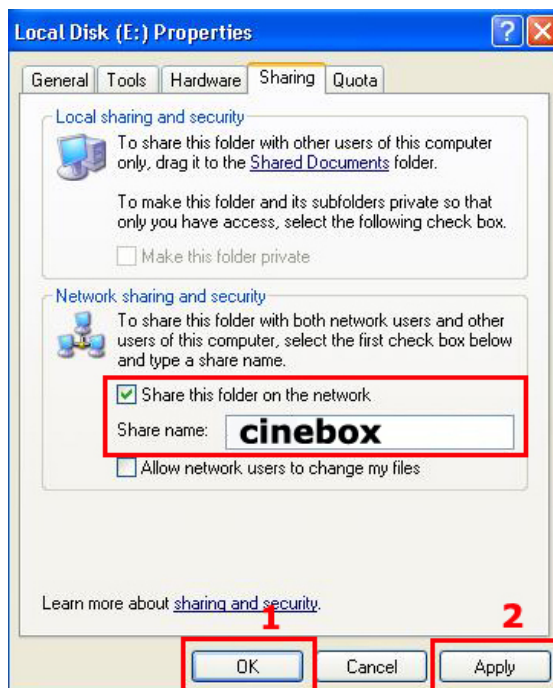 Local Disk (E:) Properties
General Tools Hardware Sharing Quota
Local sharing and security
To share this folder with other users of this computer
only, drag it to the Shared Documents folder.
To make this folder and its subfolders private so that
only you have access, select the following check box.
Make this folder private
Network sharing and security
To share this folder with both network users and other
users of this computer, select the first check box below
and type a share name.
Share this folder on the network
Share name: cinebox
Allow network users to change my files
Learn more about sharing and security.
1 2
OK Cancel Apply